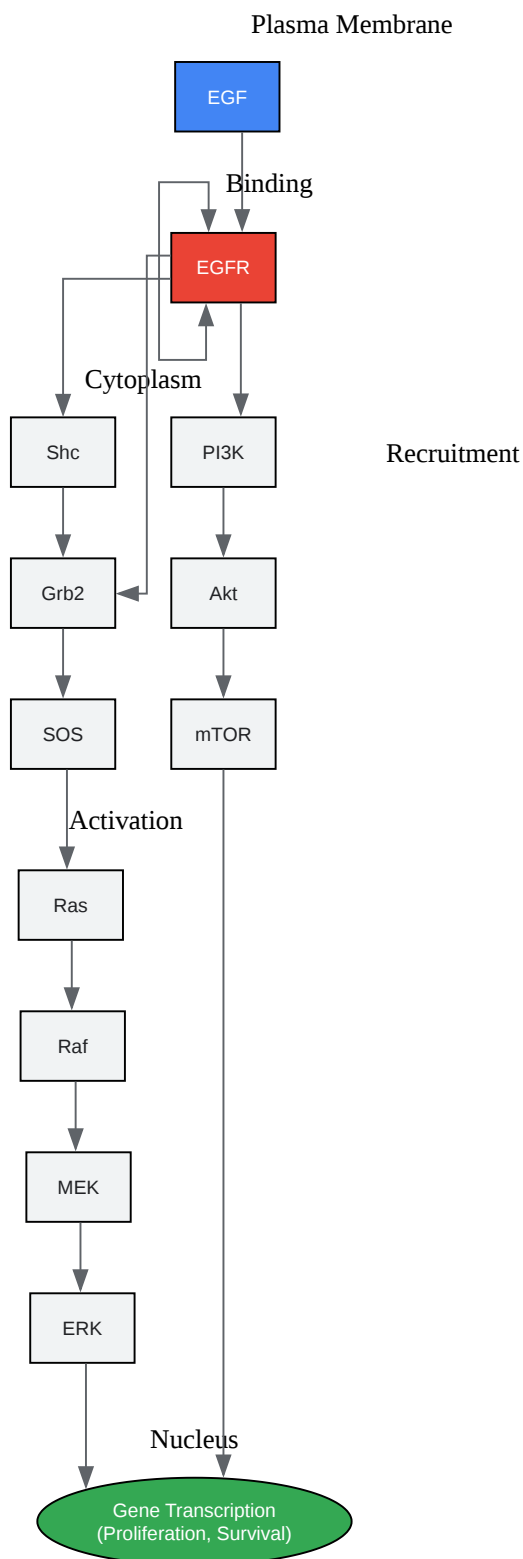 Plasma Membrane
EGF
Binding
EGFR
Cytoplasm
Shc
PI3K
Recruitment
Grb2
Akt
SOS
mTOR
Activation
Ras
Raf
MEK
ERK
Nucleus
Gene Transcription
(Proliferation, Survival)